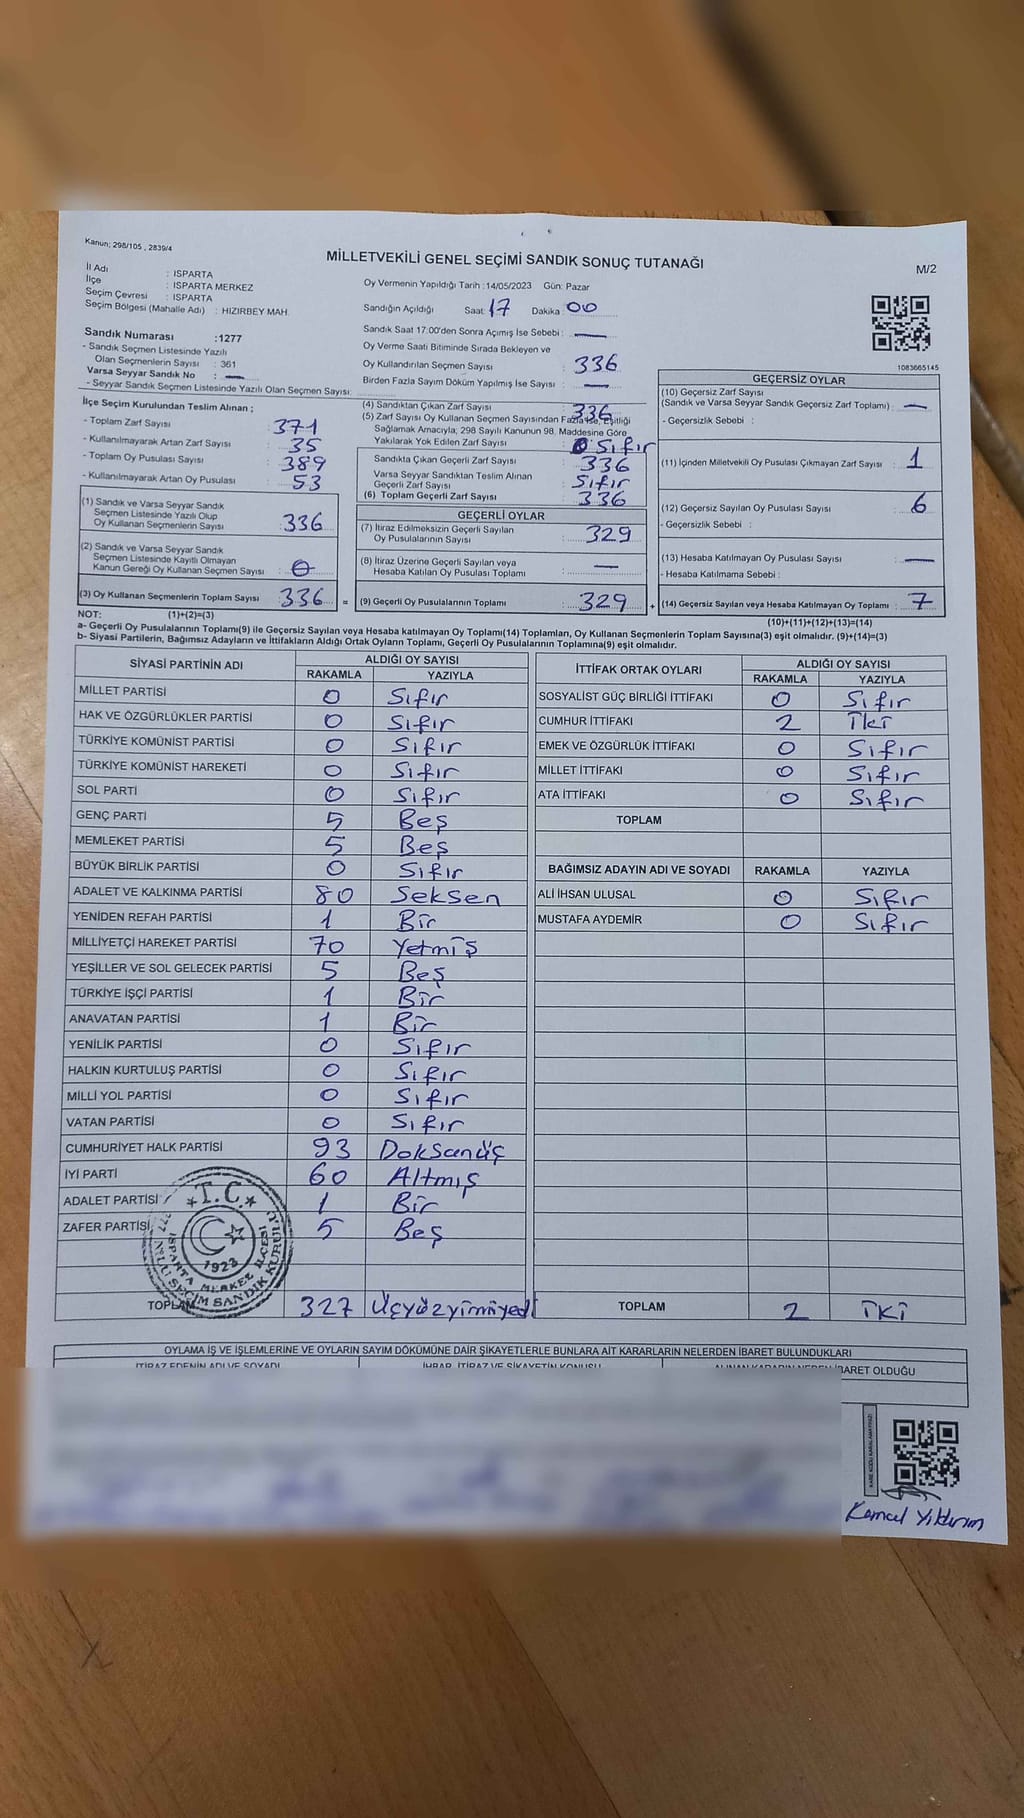 Kanun; 298/105 , 2839/4
MİLLETVEKİLİ GENEL SEÇİMİ SANDIK SONUÇ TUTANAĞI
M/2
İl Adı : ISPARTA
İlçe : ISPARTA MERKEZ
Seçim Çevresi : ISPARTA
Seçim Bölgesi (Mahalle Adı) : HIZIRBEY MAH.
Sandık Numarası :1277
- Sandık Seçmen Listesinde Yazılı
Olan Seçmenlerin Sayısı : 361
Varsa Seyyar Sandık No : —
- Seyyar Sandık Seçmen Listesinde Yazılı Olan Seçmen Sayısı:
İlçe Seçim Kurulundan Teslim Alınan ;
- Toplam Zarf Sayısı : 371
- Kullanılmayarak Artan Zarf Sayısı : 35
- Toplam Oy Pusulası Sayısı : 389
- Kullanılmayarak Artan Oy Pusulası : 53
(1) Sandık ve Varsa Seyyar Sandık
Seçmen Listesinde Yazılı Olup
Oy Kullanan Seçmenlerin Sayısı : 336
(2) Sandık ve Varsa Seyyar Sandık
Seçmen Listesinde Kayıtlı Olmayan
Kanun Gereği Oy Kullanan Seçmen Sayısı : 0
(3) Oy Kullanan Seçmenlerin Toplam Sayısı : 336 =
Oy Vermenin Yapıldığı Tarih :14/05/2023 Gün: Pazar
Sandığın Açıldığı Saat: 17 Dakika : 00
Sandık Saat 17:00'den Sonra Açımış İse Sebebi : —
Oy Verme Saati Bitiminde Sırada Bekleyen ve
Oy Kullandırılan Seçmen Sayısı : 336
Birden Fazla Sayım Döküm Yapılmış İse Sayısı : —
(4) Sandıktan Çıkan Zarf Sayısı : 336
(5) Zarf Sayısı Oy Kullanan Seçmen Sayısından Fazla İse, Eşitliği
Sağlamak Amacıyla; 298 Sayılı Kanunun 98. Maddesine Göre
Yakılarak Yok Edilen Zarf Sayısı : Sıfır
Sandıkta Çıkan Geçerli Zarf Sayısı : 336
Varsa Seyyar Sandıktan Teslim Alınan
Geçerli Zarf Sayısı : Sıfır
(6) Toplam Geçerli Zarf Sayısı : 336
GEÇERLİ OYLAR
(7) İtiraz Edilmeksizin Geçerli Sayılan
Oy Pusulalarının Sayısı : 329
(8) İtiraz Üzerine Geçerli Sayılan veya
Hesaba Katılan Oy Pusulası Toplamı : —
(9) Geçerli Oy Pusulalarının Toplamı : 329 +
1083665145
GEÇERSİZ OYLAR
(10) Geçersiz Zarf Sayısı
(Sandık ve Varsa Seyyar Sandık Geçersiz Zarf Toplamı) : —
- Geçersizlik Sebebi :
(11) İçinden Milletvekili Oy Pusulası Çıkmayan Zarf Sayısı : 1
(12) Geçersiz Sayılan Oy Pusulası Sayısı : 6
- Geçersizlik Sebebi :
(13) Hesaba Katılmayan Oy Pusulası Sayısı : —
- Hesaba Katılmama Sebebi :
(14) Geçersiz Sayılan veya Hesaba Katılmayan Oy Toplamı : 7
NOT: (1)+(2)=(3)
(10)+(11)+(12)+(13)=(14)
a- Geçerli Oy Pusulalarının Toplamı(9) ile Geçersiz Sayılan veya Hesaba katılmayan Oy Toplamı(14) Toplamları, Oy Kullanan Seçmenlerin Toplam Sayısına(3) eşit olmalıdır. (9)+(14)=(3)
b- Siyasi Partilerin, Bağımsız Adayların ve İttifakların Aldığı Ortak Oyların Toplamı, Geçerli Oy Pusulalarının Toplamına(9) eşit olmalıdır.
SİYASİ PARTİNİN ADI ALDIĞI OY SAYISI
RAKAMLA YAZIYLA
MİLLET PARTİSİ 0 Sıfır
HAK VE ÖZGÜRLÜKLER PARTİSİ 0 Sıfır
TÜRKİYE KOMÜNİST PARTİSİ 0 Sıfır
TÜRKİYE KOMÜNİST HAREKETİ 0 Sıfır
SOL PARTİ 0 Sıfır
GENÇ PARTİ 5 Beş
MEMLEKET PARTİSİ 5 Beş
BÜYÜK BİRLİK PARTİSİ 0 Sıfır
ADALET VE KALKINMA PARTİSİ 80 Seksen
YENİDEN REFAH PARTİSİ 1 Bir
MİLLİYETÇİ HAREKET PARTİSİ 70 Yetmiş
YEŞİLLER VE SOL GELECEK PARTİSİ 5 Beş
TÜRKİYE İŞÇİ PARTİSİ 1 Bir
ANAVATAN PARTİSİ 1 Bir
YENİLİK PARTİSİ 0 Sıfır
HALKIN KURTULUŞ PARTİSİ 0 Sıfır
MİLLİ YOL PARTİSİ 0 Sıfır
VATAN PARTİSİ 0 Sıfır
CUMHURİYET HALK PARTİSİ 93 Doksanüç
İYİ PARTİ 60 Altmış
ADALET PARTİSİ 1 Bir
ZAFER PARTİSİ 5 Beş
TOPLAM 327 Üçyüzyimiyedi
T.C.
1923
ISPARTA MERKEZ İLÇESİ
SEÇİM SANDIK KURULU
İTTİFAK ORTAK OYLARI ALDIĞI OY SAYISI
RAKAMLA YAZIYLA
SOSYALİST GÜÇ BİRLİĞİ İTTİFAKI 0 Sıfır
CUMHUR İTTİFAKI 2 İki
EMEK VE ÖZGÜRLÜK İTTİFAKI 0 Sıfır
MİLLET İTTİFAKI 0 Sıfır
ATA İTTİFAKI 0 Sıfır
TOPLAM
BAĞIMSIZ ADAYIN ADI VE SOYADI RAKAMLA YAZIYLA
ALİ İHSAN ULUSAL 0 Sıfır
MUSTAFA AYDEMİR 0 Sıfır
TOPLAM 2 İKİ
OYLAMA İŞ VE İŞLEMLERİNE VE OYLARIN SAYIM DÖKÜMÜNE DAİR ŞİKAYETLERLE BUNLARA AİT KARARLARIN NELERDEN İBARET BULUNDUKLARI
İTİRAZ EDENİN ADI VE SOYADI İHBAR, İTİRAZ VE ŞİKAYETİN KONUSU ALINAN KARARIN NEDEN İBARET OLDUĞU
Kemal Yıldırım